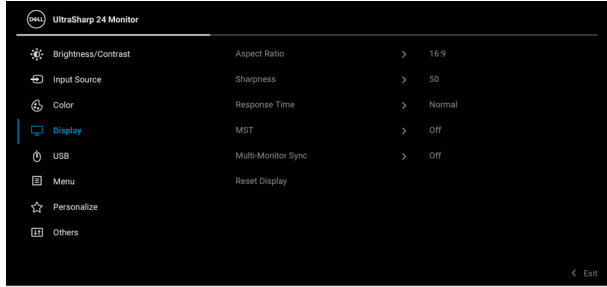 DELL UltraSharp 24 Monitor
Brightness/Contrast Aspect Ratio > 16:9
Input Source Sharpness > 50
Color Response Time > Normal
Display MST > Off
USB Multi-Monitor Sync > Off
Menu Reset Display
Personalize
Others
< Exit